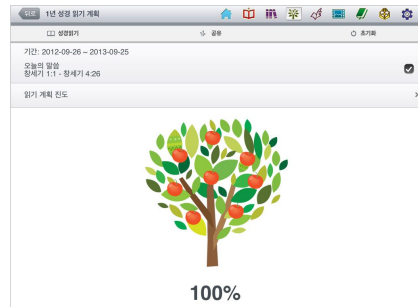 뒤로 1년 성경 읽기 계획
성경읽기 공유 초기화
기간: 2012-09-26 ~ 2013-09-25
오늘의 말씀
창세기 1:1 - 창세기 4:26
읽기 계획 진도
100%